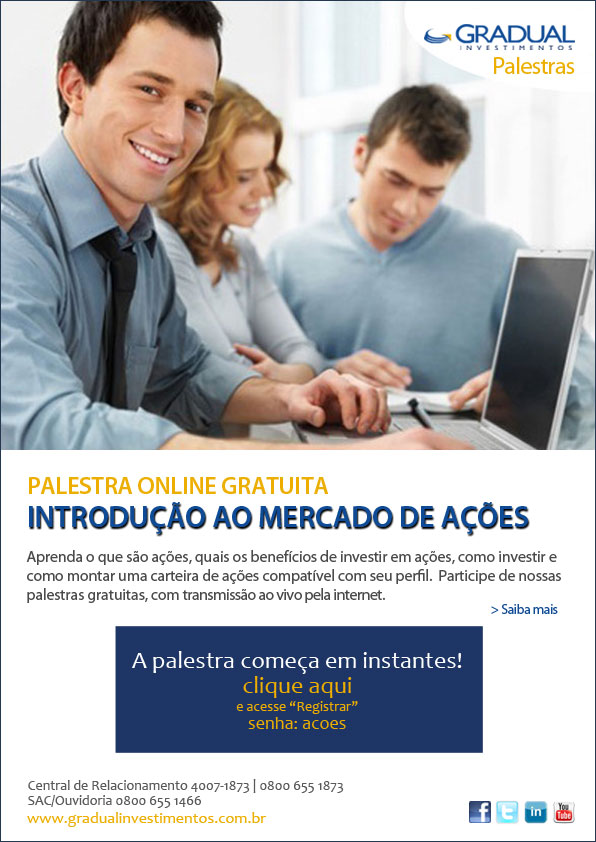 GRADUAL
INVESTIMENTOS
Palestras
PALESTRA ONLINE GRATUITA
INTRODUÇÃO AO MERCADO DE AÇÕES
Aprenda o que são ações, quais os benefícios de investir em ações, como investir e
como montar uma carteira de ações compatível com seu perfil. Participe de nossas
palestras gratuitas, com transmissão ao vivo pela internet.
> Saiba mais
A palestra começa em instantes!
clique aqui
e acesse “Registrar”
senha: acoes
Central de Relacionamento 4007-1873 | 0800 655 1873
SAC/Ouvidoria 0800 655 1466
www.gradualinvestimentos.com.br
f t in You Tube